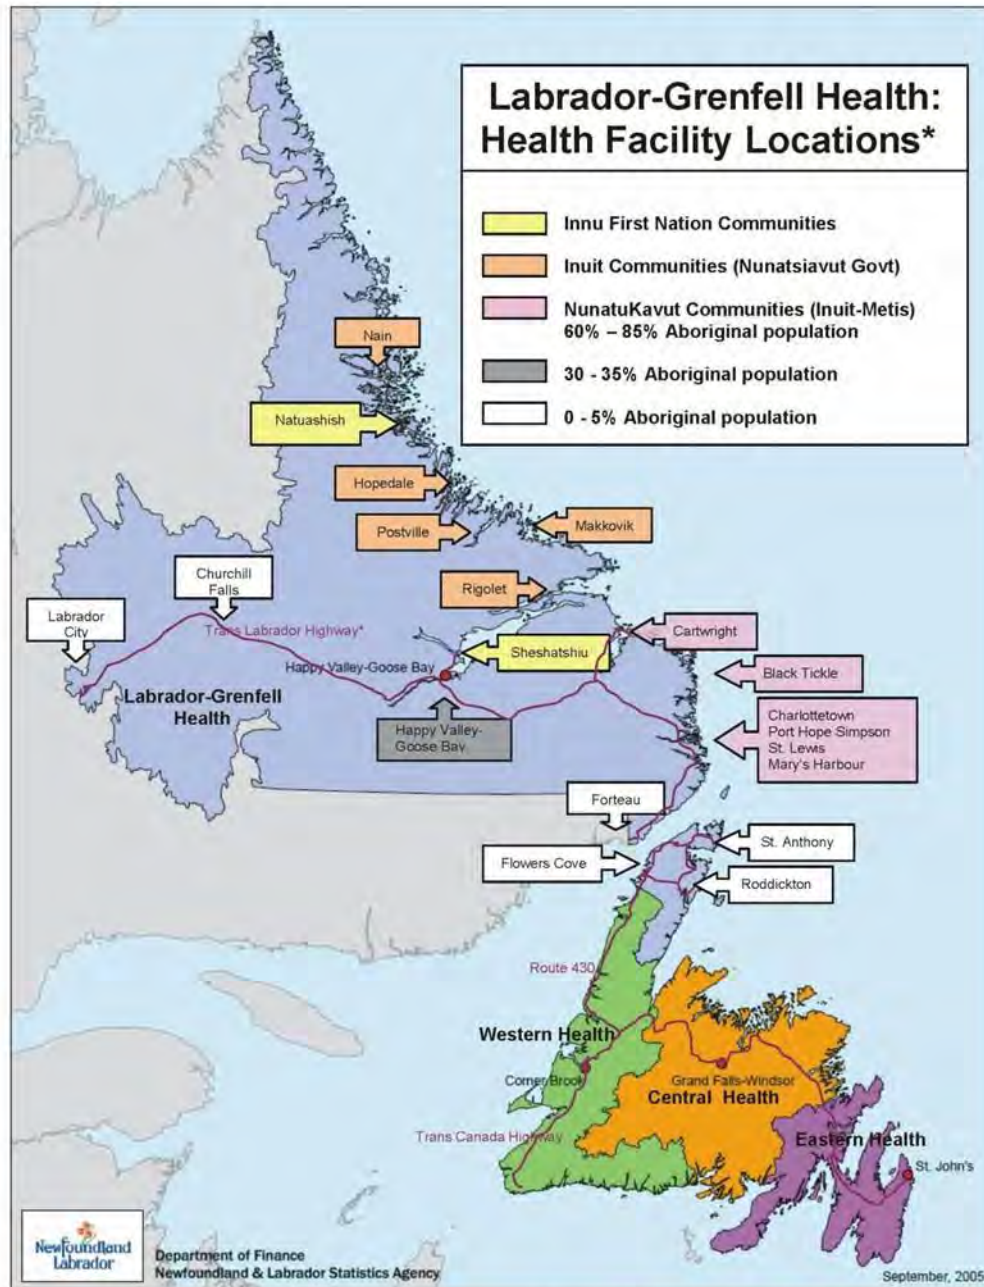 Labrador-Grenfell Health:
Health Facility Locations*
Innu First Nation Communities
Inuit Communities (Nunatsiavut Govt)
NunatuKavut Communities (Inuit-Metis)
60% – 85% Aboriginal population
30 - 35% Aboriginal population
0 - 5% Aboriginal population
Nain
Natuashish
Hopedale
Postville
Makkovik
Rigolet
Churchill
Falls
Labrador
City
Trans Labrador Highway*
Cartwright
Sheshatshiu
Happy Valley-Goose Bay
Black Tickle
Labrador-Grenfell
Health
Happy Valley-
Goose Bay
Charlottetown
Port Hope Simpson
St. Lewis
Mary's Harbour
Forteau
St. Anthony
Flowers Cove
Roddickton
Route 430
Western Health
Corner Brook
Grand Falls-Windsor
Central Health
Trans Canada Highway
Eastern Health
St. John's
Newfoundland
Labrador
Department of Finance
Newfoundland & Labrador Statistics Agency
September, 2005